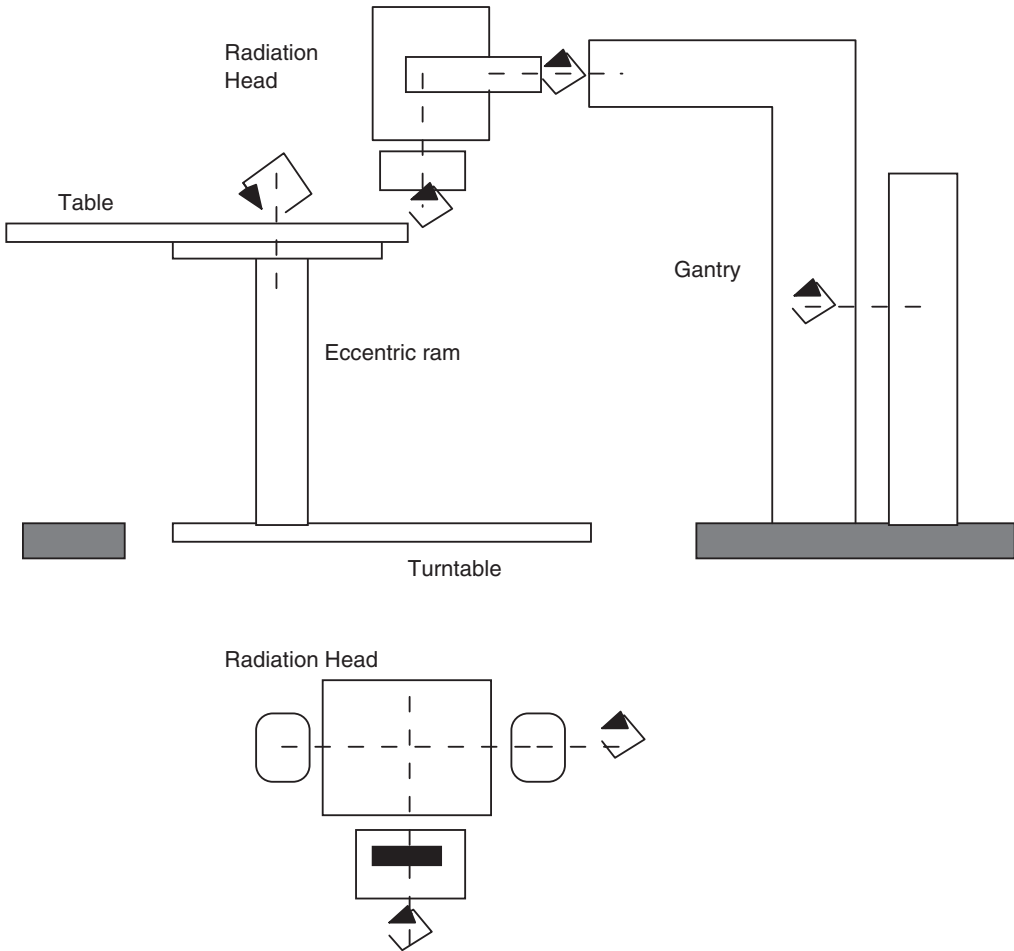 Radiation
Head
Table
Gantry
Eccentric ram
Turntable
Radiation Head